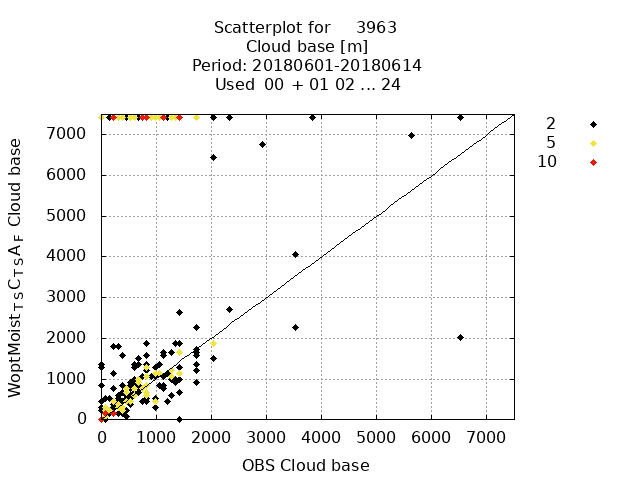 Scatterplot for 3963
Cloud base [m]
Period: 20180601-20180614
Used 00 + 01 02 ... 24
2
5
10
7000
6000
5000
4000
3000
2000
1000
0
WoptMoist T S C T S A F Cloud base
0 1000 2000 3000 4000 5000 6000 7000
OBS Cloud base